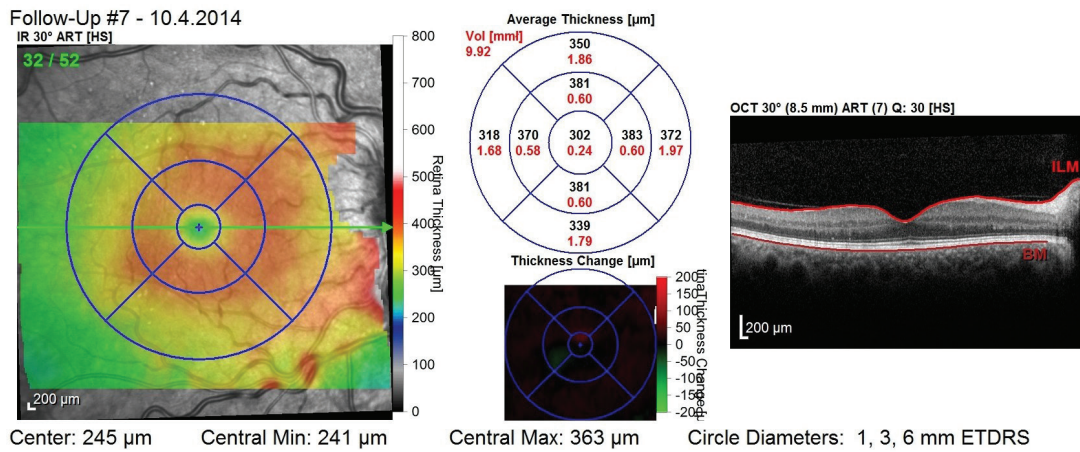 Follow-Up #7 - 10.4.2014
IR 30° ART [HS]
32 / 52
200 µm
800
700
600
500
400
300
200
100
0
Retina Thickness [µm]
Average Thickness [µm]
Vol [mmł]
9.92
350
1.86
381
0.60
318
1.68
370
0.58
302
0.24
383
0.60
372
1.97
381
0.60
339
1.79
Thickness Change [µm]
200
150
100
50
0
-50
-100
-150
-200
OCT 30° (8.5 mm) ART (7) Q: 30 [HS]
ILM
BM
200 µm
Center: 245 µm Central Min: 241 µm Central Max: 363 µm Circle Diameters: 1, 3, 6 mm ETDRS